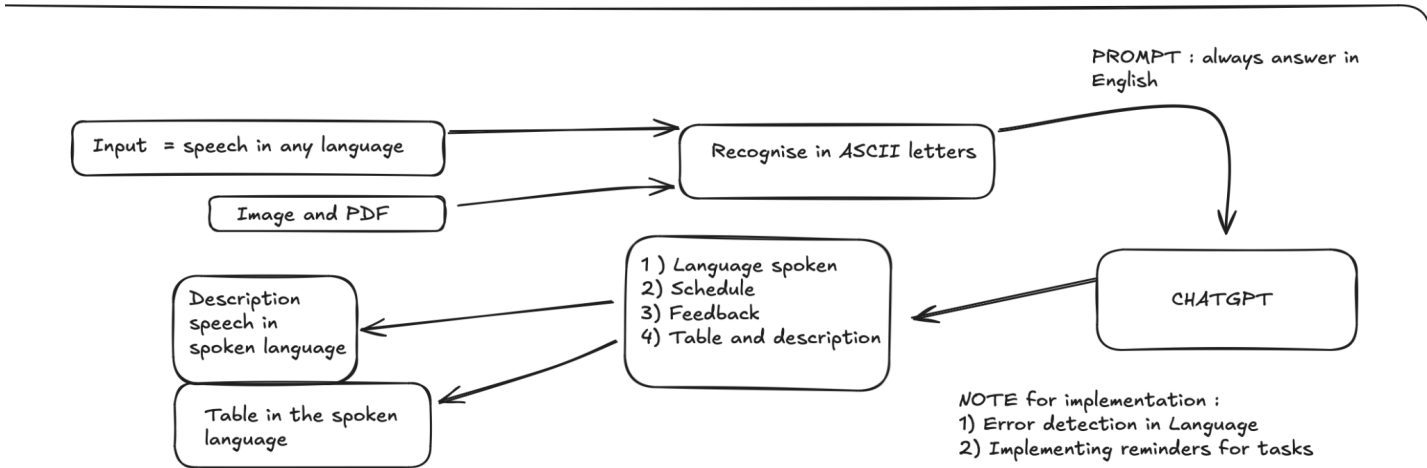 PROMPT : always answer in
English
Input = speech in any language
Recognise in ASCII letters
Image and PDF
1) Language spoken
2) Schedule
3) Feedback
4) Table and description
CHATGPT
Description
speech in
spoken language
Table in the spoken
language
NOTE for implementation :
1) Error detection in Language
2) Implementing reminders for tasks